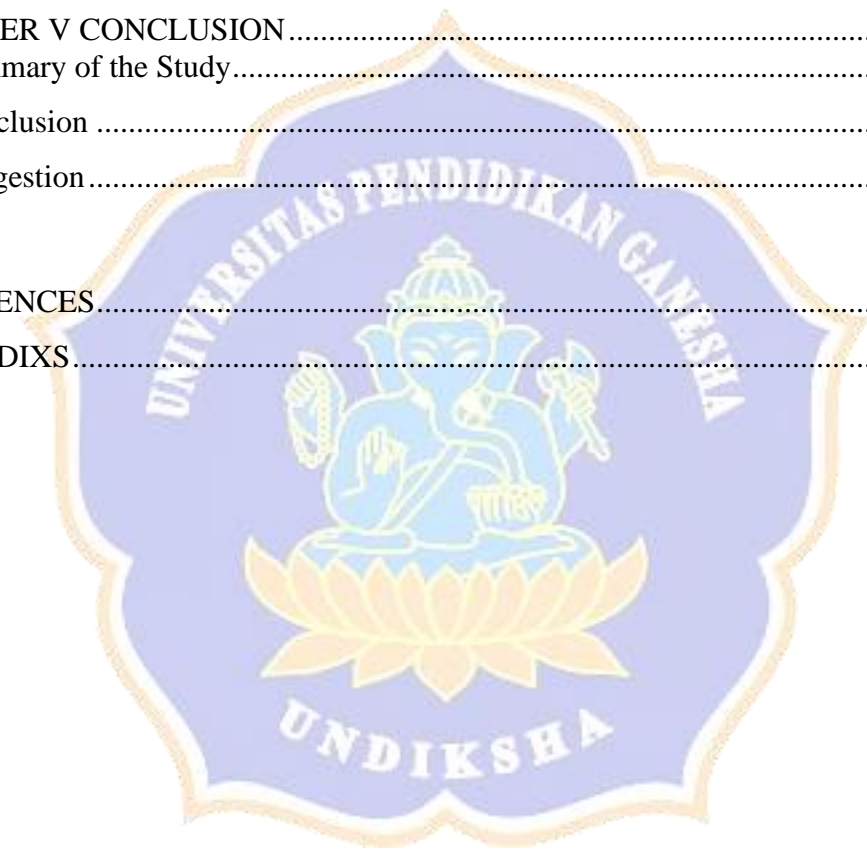 ER V CONCLUSION................................................................
mary of the Study................................................................
clusion ................................................................
gestion................................................................
ENCES................................................................
DIXS................................................................
UNIVERSITAS PENDIDIKAN GANESHA
UNDIKSHA